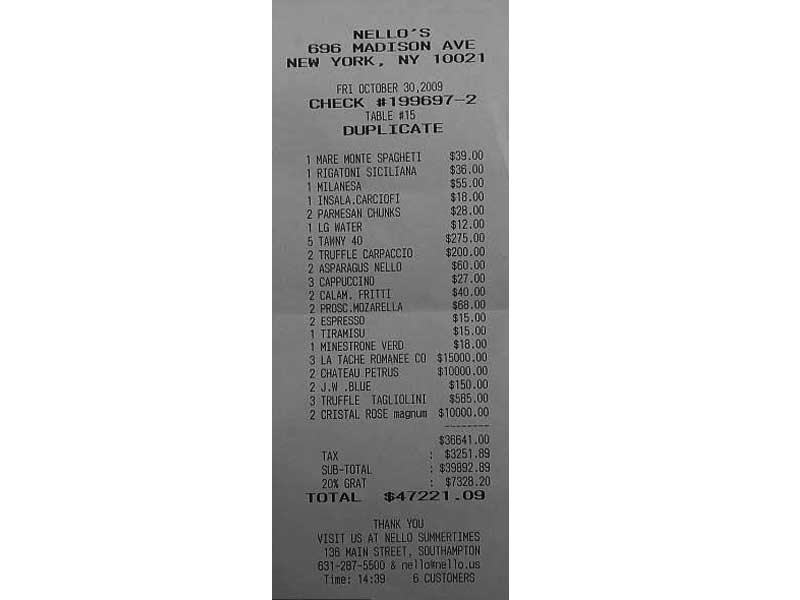 NELLO'S
696 MADISON AVE
NEW YORK, NY 10021
FRI OCTOBER 30,2009
CHECK #199697-2
TABLE #15
DUPLICATE
1 MARE MONTE SPAGHETI $39.00
1 RIGATONI SICILIANA $36.00
1 MILANESA $55.00
1 INSALA.CARCIOFI $18.00
2 PARMESAN CHUNKS $28.00
1 LG WATER $12.00
5 TAWNY 40 $275.00
2 TRUFFLE CARPACCIO $200.00
2 ASPARAGUS NELLO $60.00
3 CAPPUCCINO $27.00
2 CALAM. FRITTI $40.00
2 PROSC.MOZARELLA $68.00
2 ESPRESSO $15.00
1 TIRAMISU $15.00
1 MINESTRONE VERD $18.00
3 LA TACHE ROMANEE CO $15000.00
2 CHATEAU PETRUS $10000.00
2 J.W .BLUE $150.00
3 TRUFFLE TAGLIOLINI $585.00
2 CRISTAL ROSE magnum $10000.00
--------
$36641.00
TAX : $3251.89
SUB-TOTAL : $39892.89
20% GRAT : $7328.20
TOTAL $47221.09
THANK YOU
VISIT US AT NELLO SUMMERTIMES
136 MAIN STREET, SOUTHAMPTON
631-287-5500 & nello@nello.us
Time: 14:39 6 CUSTOMERS